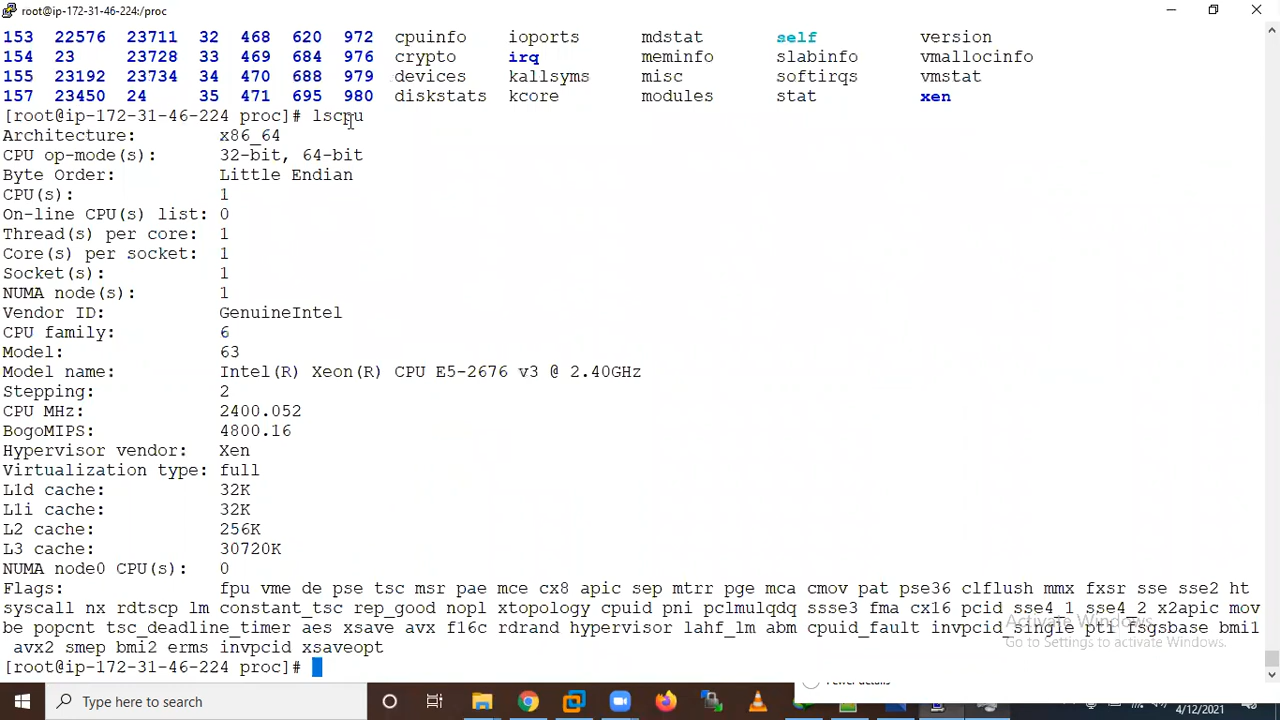 root@ip-172-31-46-224:/proc
153 22576 23711 32 468 620 972 cpuinfo ioports mdstat self version
154 23 23728 33 469 684 976 crypto irq meminfo slabinfo vmallocinfo
155 23192 23734 34 470 688 979 devices kallsyms misc softirqs vmstat
157 23450 24 35 471 695 980 diskstats kcore modules stat xen
[root@ip-172-31-46-224 proc]# lscpu
Architecture: x86_64
CPU op-mode(s): 32-bit, 64-bit
Byte Order: Little Endian
CPU(s): 1
On-line CPU(s) list: 0
Thread(s) per core: 1
Core(s) per socket: 1
Socket(s): 1
NUMA node(s): 1
Vendor ID: GenuineIntel
CPU family: 6
Model: 63
Model name: Intel(R) Xeon(R) CPU E5-2676 v3 @ 2.40GHz
Stepping: 2
CPU MHz: 2400.052
BogoMIPS: 4800.16
Hypervisor vendor: Xen
Virtualization type: full
L1d cache: 32K
L1i cache: 32K
L2 cache: 256K
L3 cache: 30720K
NUMA node0 CPU(s): 0
Flags: fpu vme de pse tsc msr pae mce cx8 apic sep mtrr pge mca cmov pat pse36 clflush mmx fxsr sse sse2 ht
syscall nx rdtscp lm constant_tsc rep_good nopl xtopology cpuid pni pclmulqdq ssse3 fma cx16 pcid sse4_1 sse4_2 x2apic mov
be popcnt tsc_deadline_timer aes xsave avx f16c rdrand hypervisor lahf_lm abm cpuid_fault invpcid_single pti fsgsbase bmi1
avx2 smep bmi2 erms invpcid xsaveopt
Activate Windows
Go to Settings to activate Windows.
[root@ip-172-31-46-224 proc]#
Fewer details
Type here to search
4/12/2021